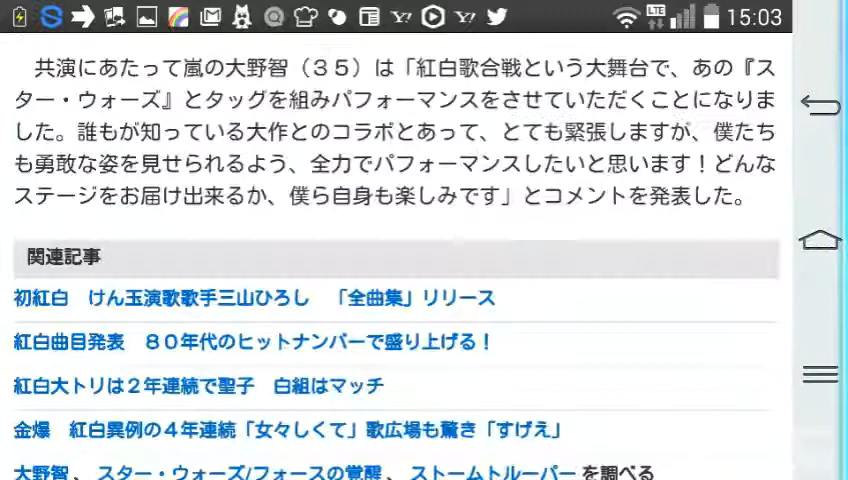 LTE 15:03
共演にあたって嵐の大野智（３５）は「紅白歌合戦という大舞台で、あの『ス
ター・ウォーズ』とタッグを組みパフォーマンスをさせていただくことになりま
した。誰もが知っている大作とのコラボとあって、とても緊張しますが、僕たち
も勇敢な姿を見せられるよう、全力でパフォーマンスしたいと思います！どんな
ステージをお届け出来るか、僕ら自身も楽しみです」とコメントを発表した。
関連記事
初紅白　けん玉演歌歌手三山ひろし　「全曲集」リリース
紅白曲目発表　８０年代のヒットナンバーで盛り上げる！
紅白大トリは２年連続で聖子　白組はマッチ
金爆　紅白異例の４年連続「女々しくて」歌広場も驚き「すげえ」
大野智 、 スター・ウォーズ/フォースの覚醒 、 ストームトルーパー を調べる